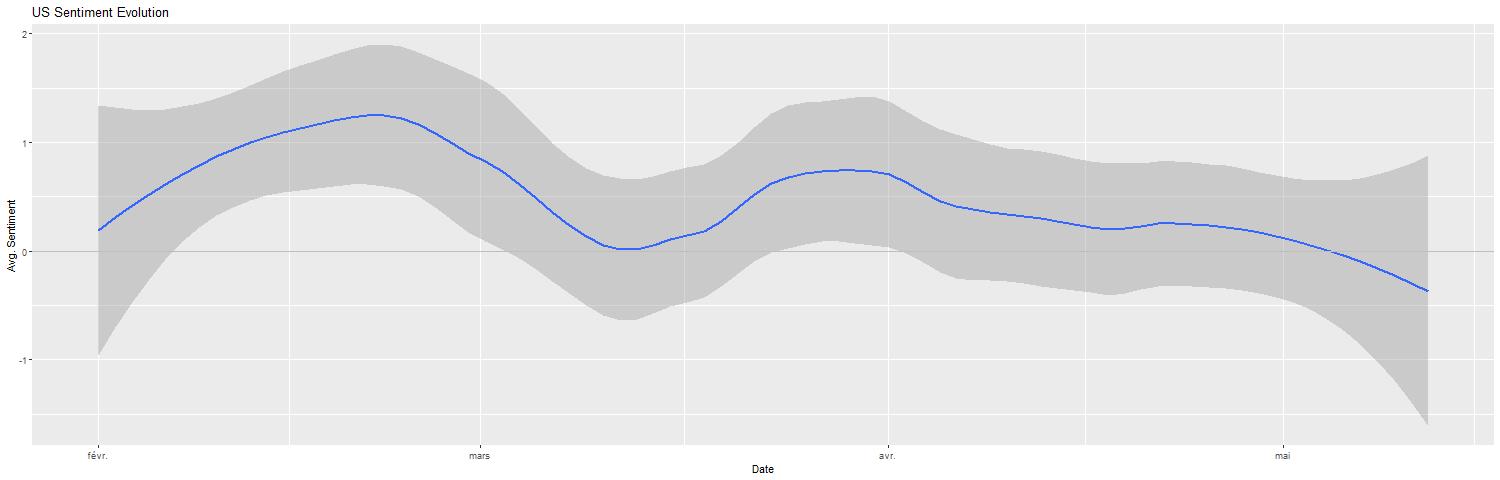 US Sentiment Evolution
2
1
0
-1
Avg. Sentiment
févr.
mars
avr.
mai
Date